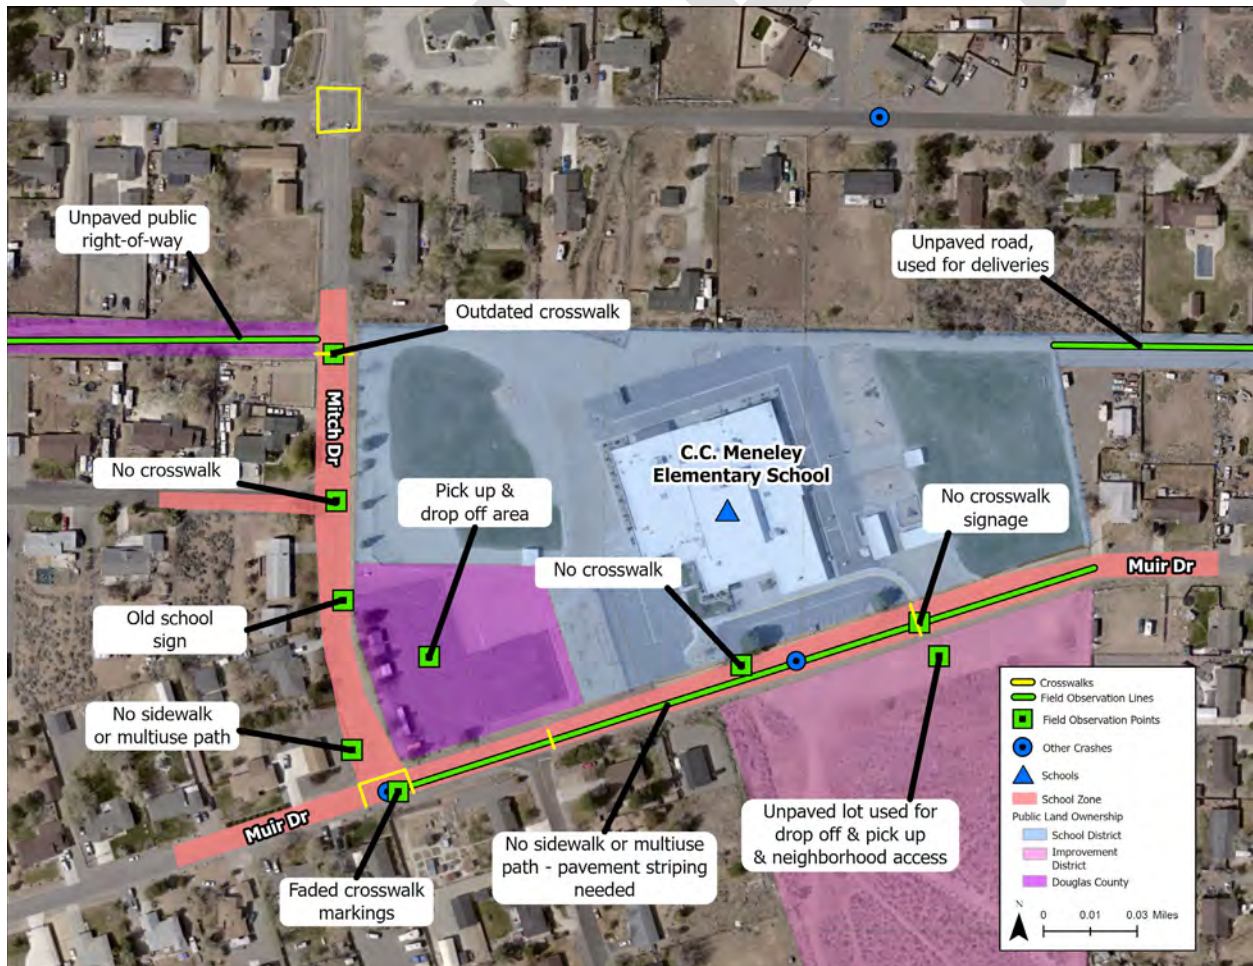 Unpaved public
right-of-way
Unpaved road,
used for deliveries
Outdated crosswalk
Mitch Dr
No crosswalk
Pick up &
drop off area
C.C. Meneley
Elementary School
No crosswalk
signage
No crosswalk
Muir Dr
Old school
sign
No sidewalk
or multiuse path
Muir Dr
Faded crosswalk
markings
No sidewalk or multiuse
path - pavement striping
needed
Unpaved lot used for
drop off & pick up
& neighborhood access
Crosswalks
Field Observation Lines
Field Observation Points
Other Crashes
Schools
School Zone
Public Land Ownership
School District
Improvement
District
Douglas County
N
0 0.01 0.03 Miles